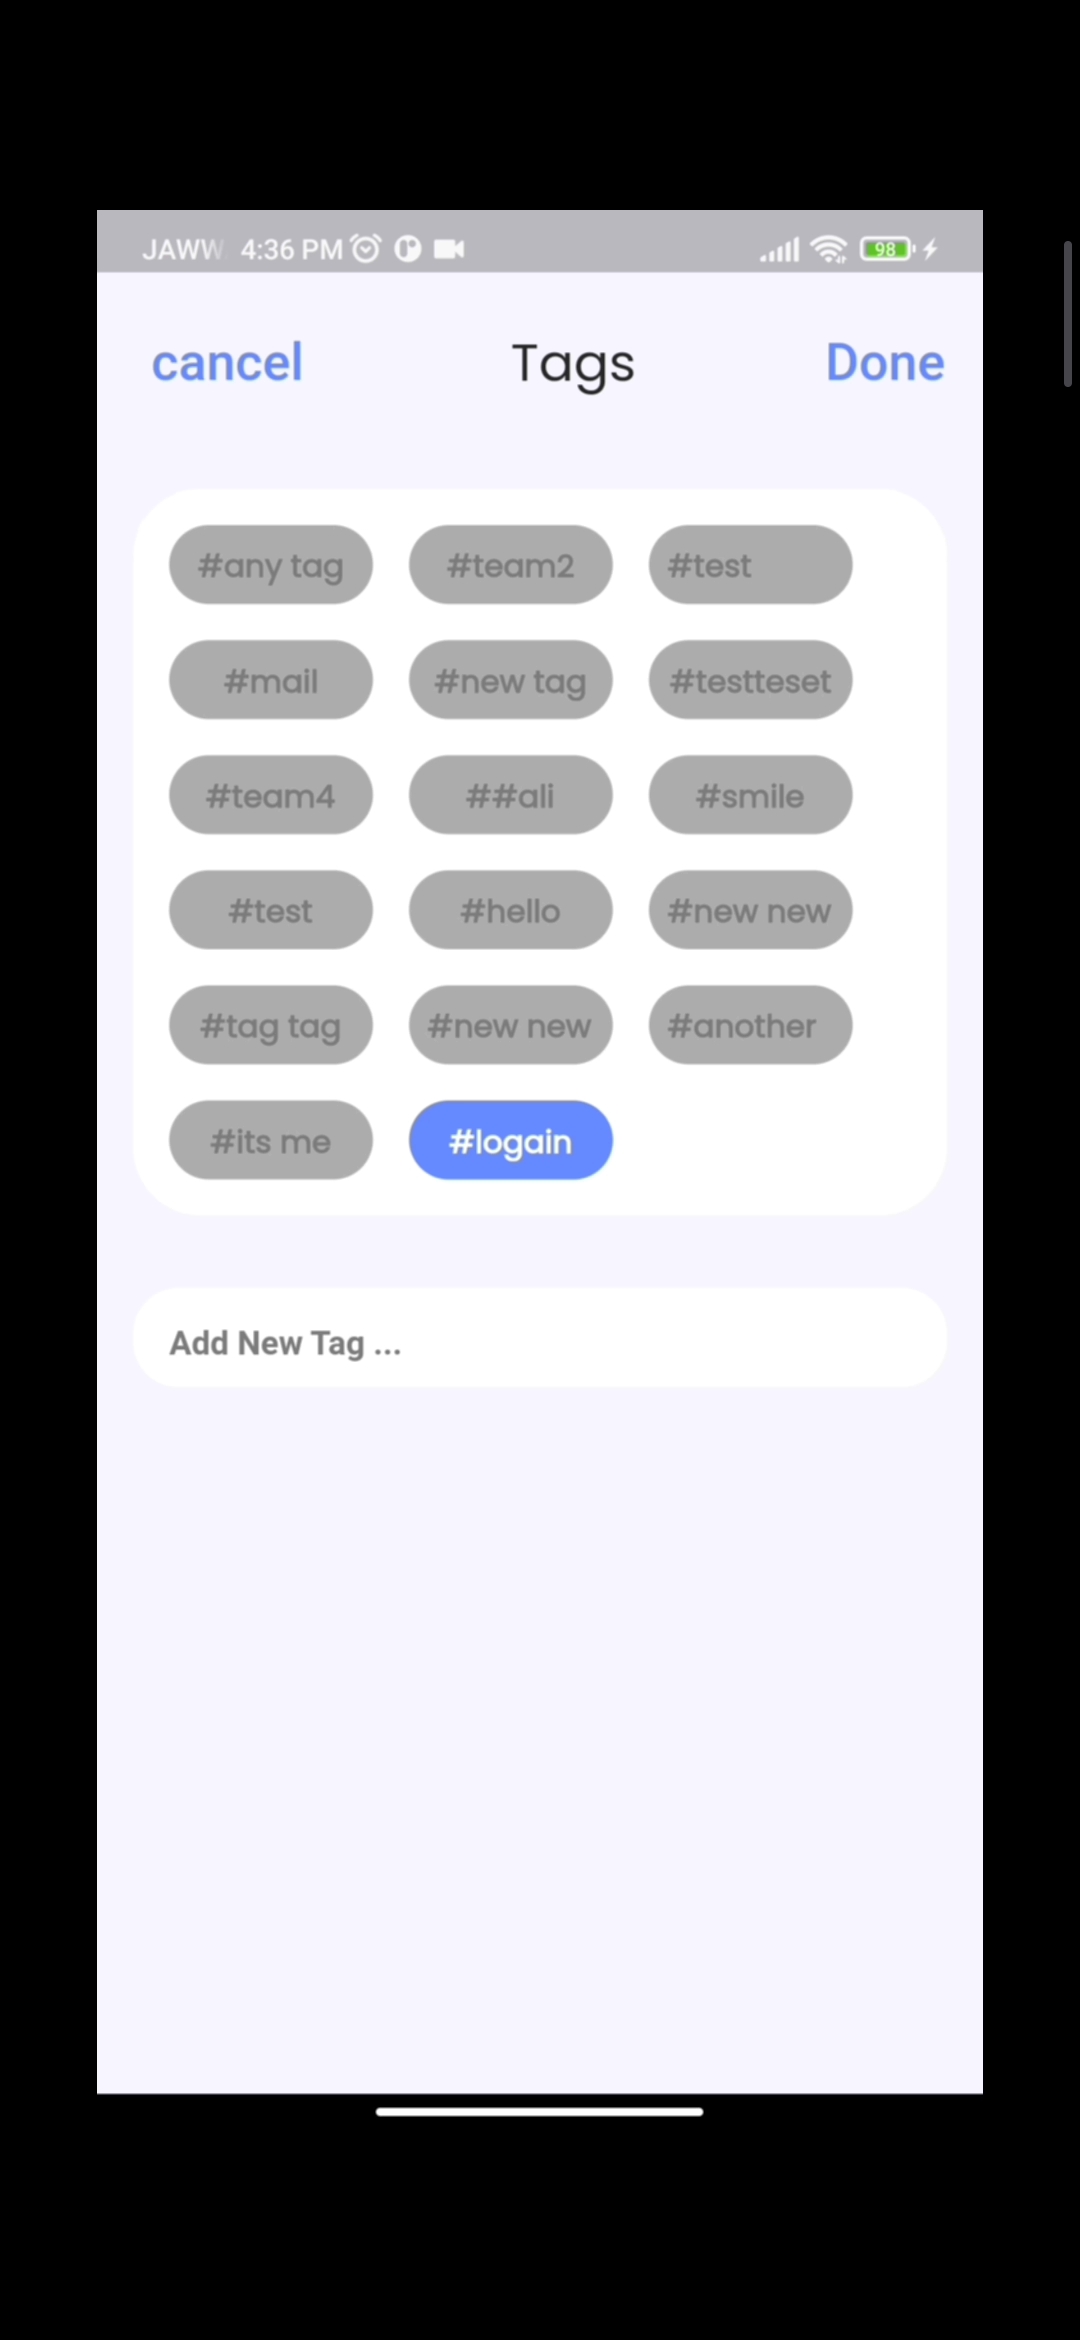 JAWW 4:36 PM 98
cancel Tags Done
#any tag #team2 #test
#mail #new tag #testteset
#team4 ##ali #smile
#test #hello #new new
#tag tag #new new #another
#its me #logain
Add New Tag ...